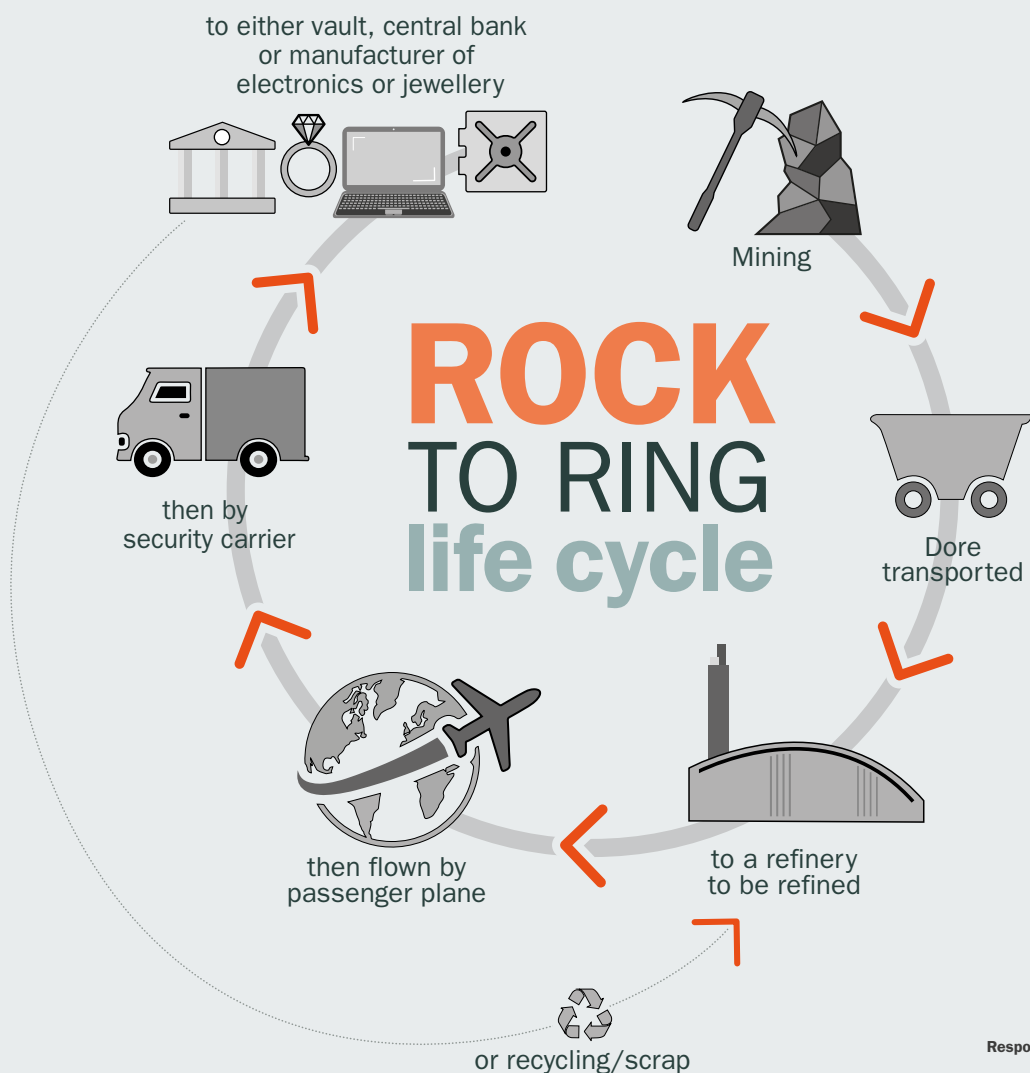 to either vault, central bank
or manufacturer of
electronics or jewellery
Mining
ROCK
TO RING
life cycle
Dore
transported
then by
security carrier
to a refinery
to be refined
then flown by
passenger plane
or recycling/scrap